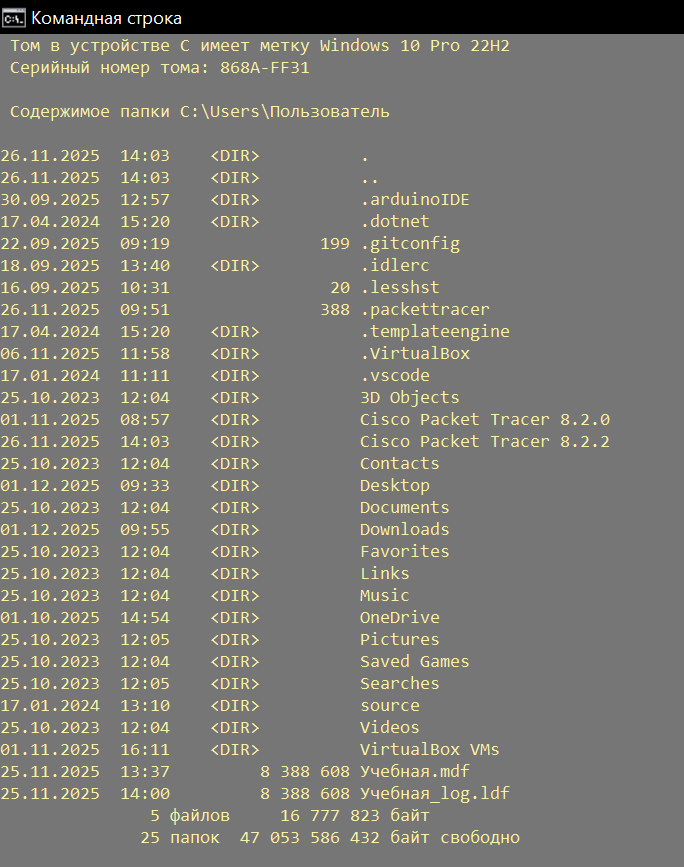 Командная строка
Том в устройстве C имеет метку Windows 10 Pro 22H2
Серийный номер тома: 868A-FF31
Содержимое папки C:\Users\Пользователь
26.11.2025  14:03    <DIR>          .
26.11.2025  14:03    <DIR>          ..
30.09.2025  12:57    <DIR>          .arduinoIDE
17.04.2024  15:20    <DIR>          .dotnet
22.09.2025  09:19               199 .gitconfig
18.09.2025  13:40    <DIR>          .idlerc
16.09.2025  10:31                20 .lesshst
26.11.2025  09:51               388 .packettracer
17.04.2024  15:20    <DIR>          .templateengine
06.11.2025  11:58    <DIR>          .VirtualBox
17.01.2024  11:11    <DIR>          .vscode
25.10.2023  12:04    <DIR>          3D Objects
01.11.2025  08:57    <DIR>          Cisco Packet Tracer 8.2.0
26.11.2025  14:03    <DIR>          Cisco Packet Tracer 8.2.2
25.10.2023  12:04    <DIR>          Contacts
01.12.2025  09:33    <DIR>          Desktop
25.10.2023  12:04    <DIR>          Documents
01.12.2025  09:55    <DIR>          Downloads
25.10.2023  12:04    <DIR>          Favorites
25.10.2023  12:04    <DIR>          Links
25.10.2023  12:04    <DIR>          Music
01.10.2025  14:54    <DIR>          OneDrive
25.10.2023  12:05    <DIR>          Pictures
25.10.2023  12:04    <DIR>          Saved Games
25.10.2023  12:05    <DIR>          Searches
17.01.2024  13:10    <DIR>          source
25.10.2023  12:04    <DIR>          Videos
01.11.2025  16:11    <DIR>          VirtualBox VMs
25.11.2025  13:37         8 388 608 Учебная.mdf
25.11.2025  14:00         8 388 608 Учебная_log.ldf
5 файлов     16 777 823 байт
25 папок  47 053 586 432 байт свободно